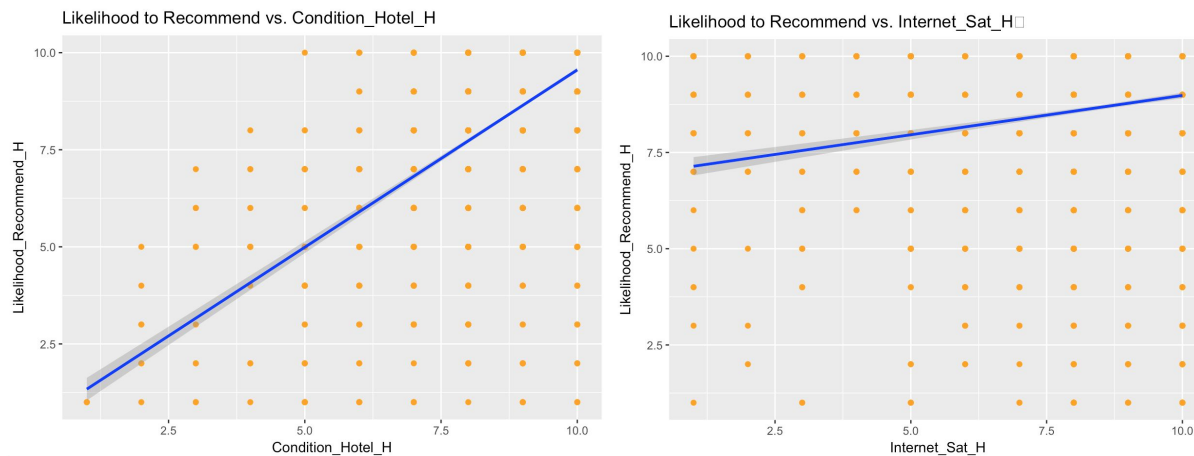 Likelihood to Recommend vs. Condition_Hotel_H
10.0
7.5
5.0
2.5
Likelihood_Recommend_H
2.5
5.0
7.5
10.0
Condition_Hotel_H
Likelihood to Recommend vs. Internet_Sat_H□
10.0
7.5
5.0
2.5
Likelihood_Recommend_H
2.5
5.0
7.5
10.0
Internet_Sat_H